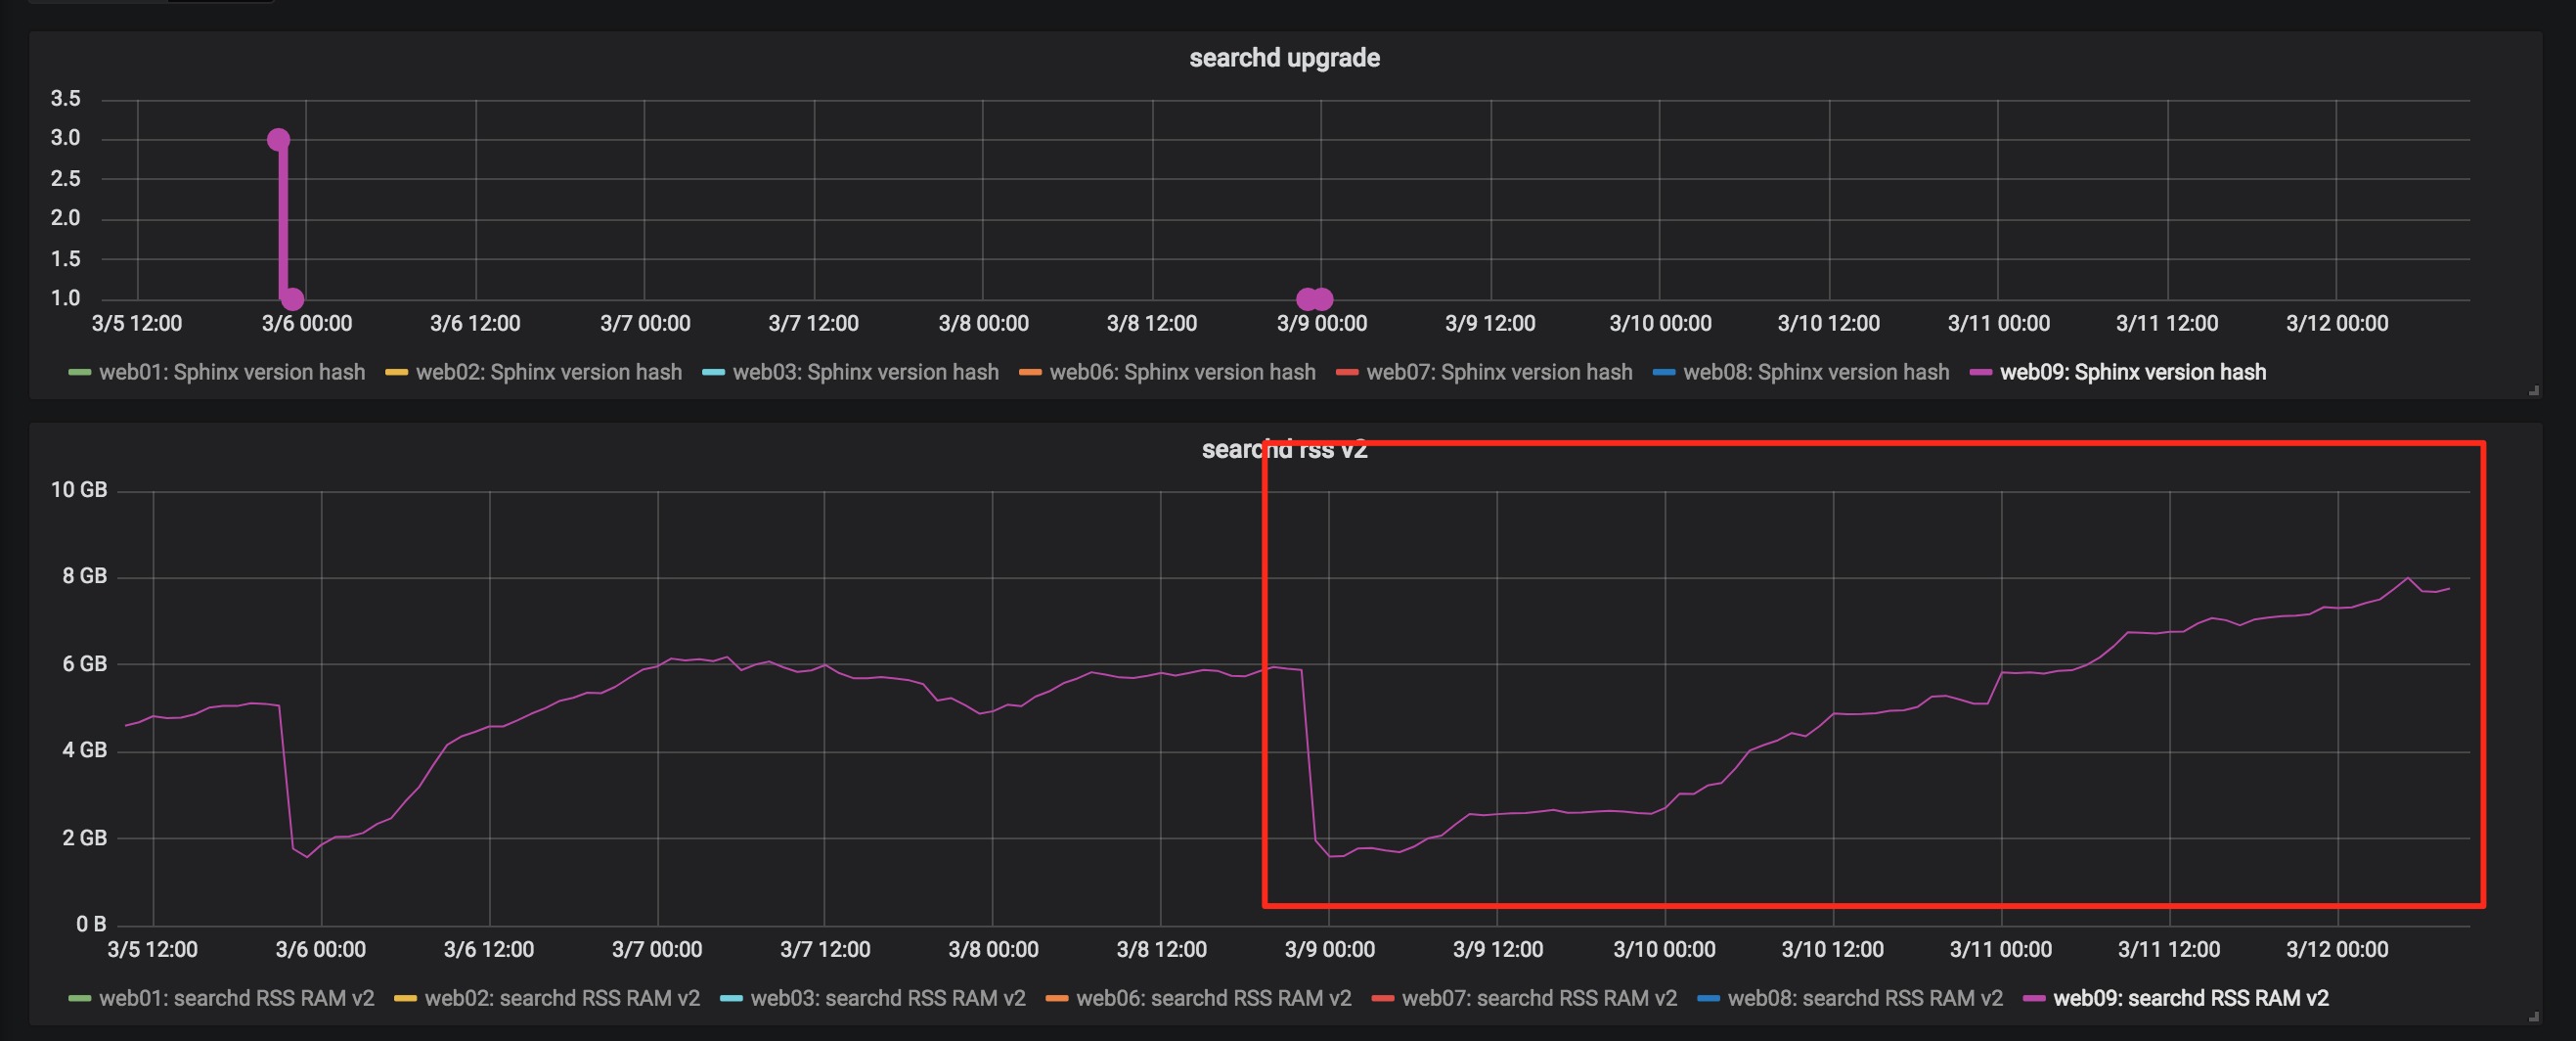 searchd upgrade
3.5
3.0
2.5
2.0
1.5
1.0
3/5 12:00 3/6 00:00 3/6 12:00 3/7 00:00 3/7 12:00 3/8 00:00 3/8 12:00 3/9 00:00 3/9 12:00 3/10 00:00 3/10 12:00 3/11 00:00 3/11 12:00 3/12 00:00
web01: Sphinx version hash web02: Sphinx version hash web03: Sphinx version hash web06: Sphinx version hash web07: Sphinx version hash web08: Sphinx version hash web09: Sphinx version hash
searchd rss v2
10 GB
8 GB
6 GB
4 GB
2 GB
0 B
3/5 12:00 3/6 00:00 3/6 12:00 3/7 00:00 3/7 12:00 3/8 00:00 3/8 12:00 3/9 00:00 3/9 12:00 3/10 00:00 3/10 12:00 3/11 00:00 3/11 12:00 3/12 00:00
web01: searchd RSS RAM v2 web02: searchd RSS RAM v2 web03: searchd RSS RAM v2 web06: searchd RSS RAM v2 web07: searchd RSS RAM v2 web08: searchd RSS RAM v2 web09: searchd RSS RAM v2